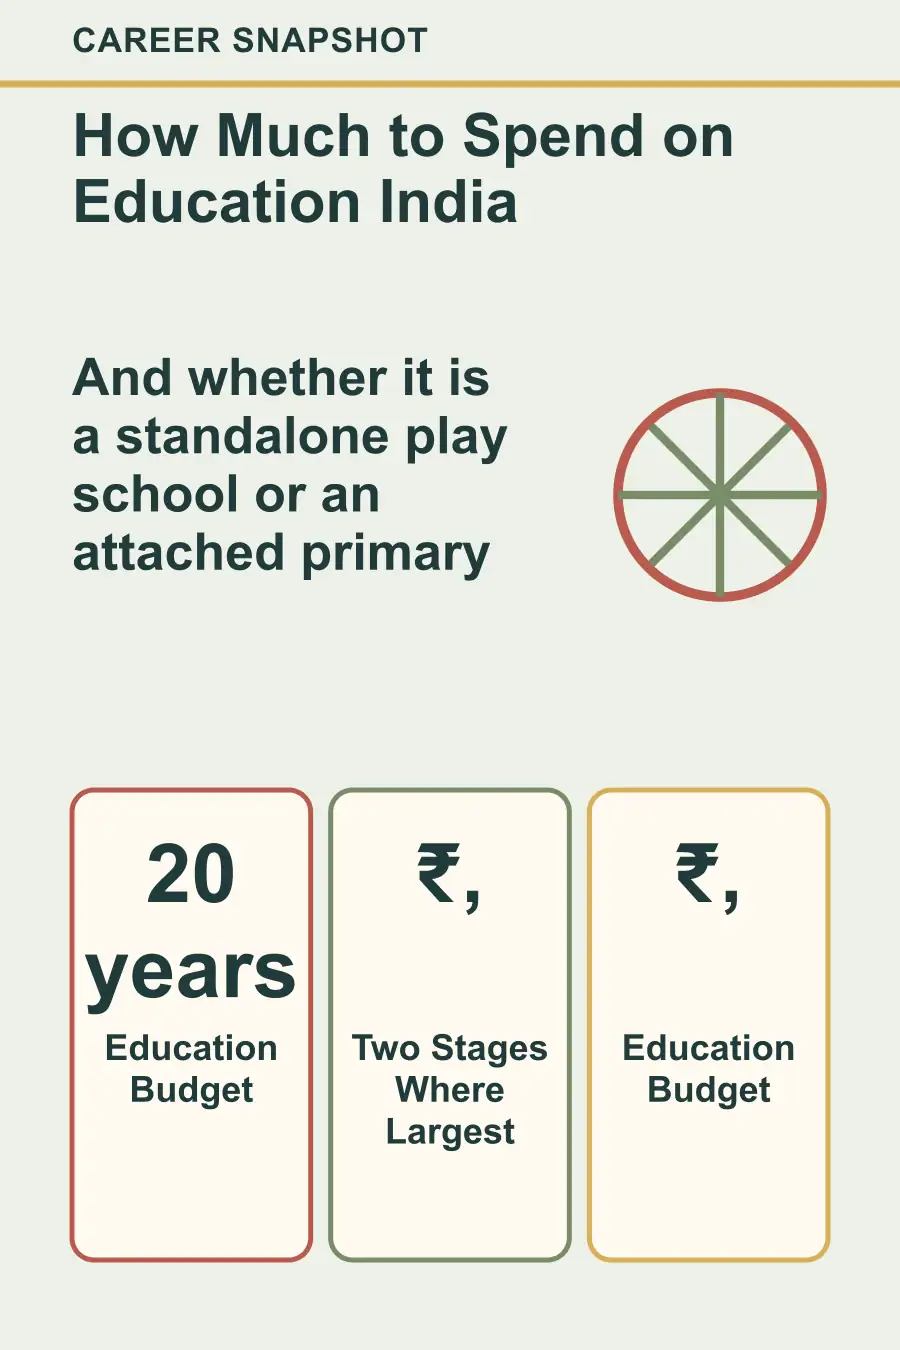 CAREER SNAPSHOT
How Much to Spend on
Education India
And whether it is
a standalone play
school or an
attached primary
20
years
Education
Budget
₹,
Two Stages
Where
Largest
₹,
Education
Budget